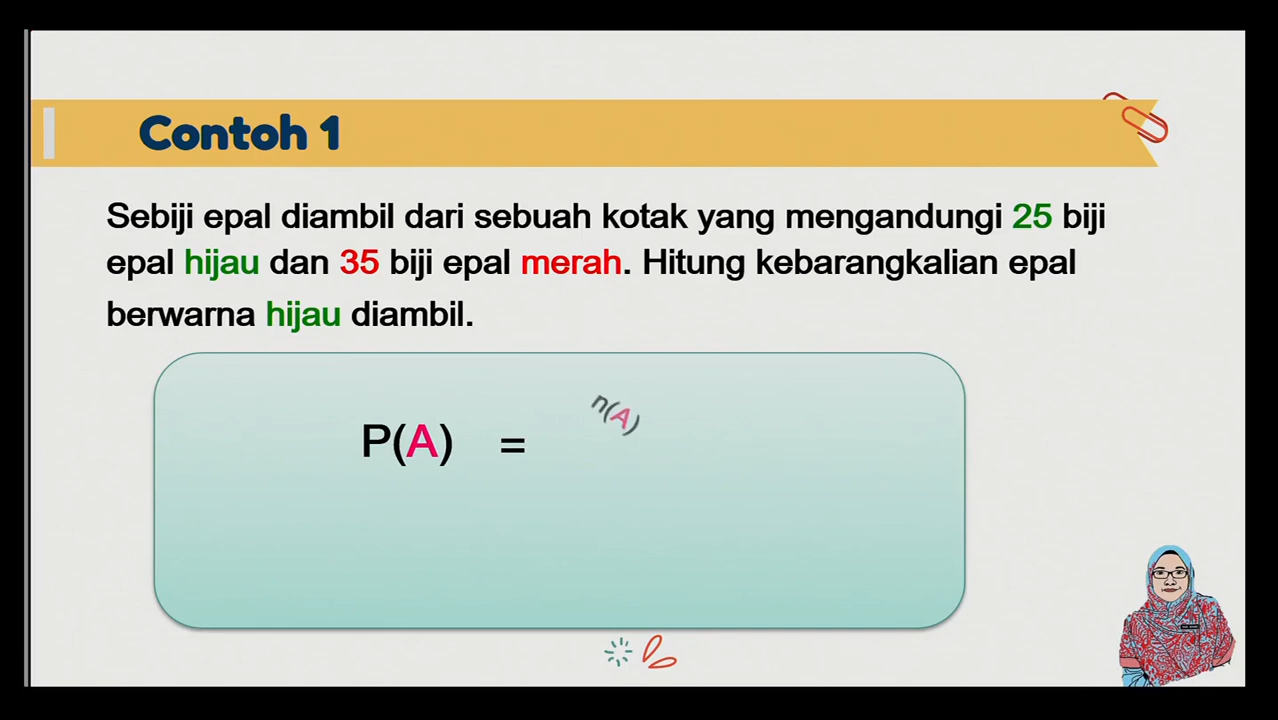 Contoh 1
Sebiji epal diambil dari sebuah kotak yang mengandungi 25 biji
epal hijau dan 35 biji epal merah. Hitung kebarangkalian epal
berwarna hijau diambil.
n(A)
P(A) =